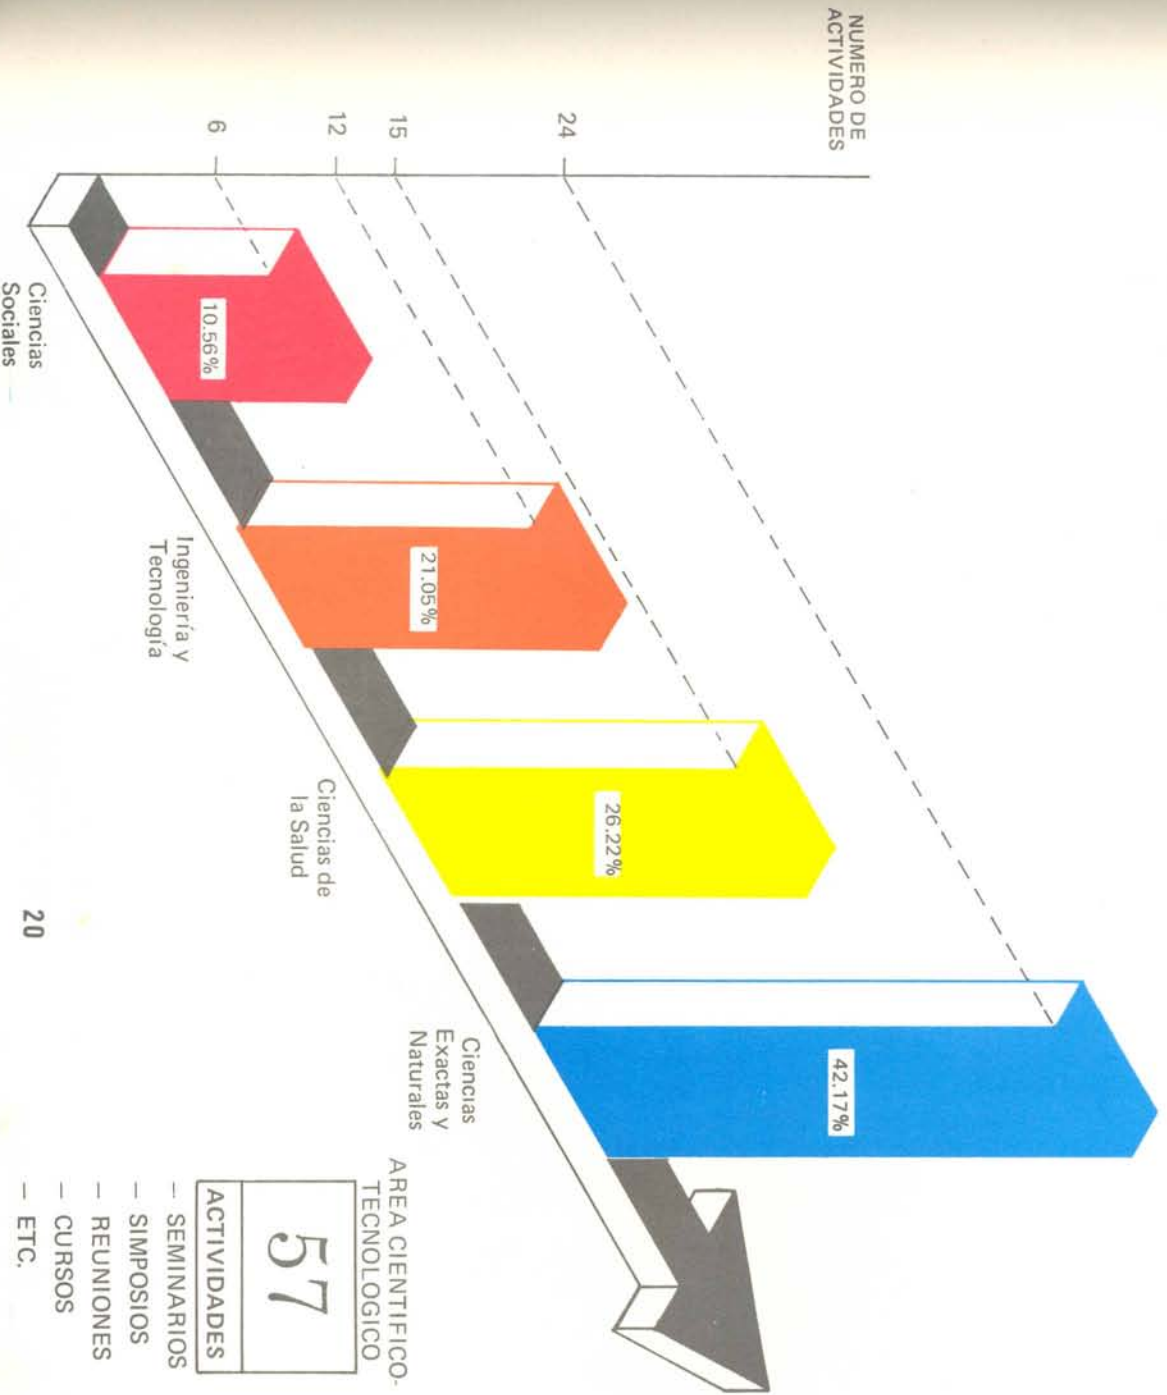 NUMERO DE
ACTIVIDADES
24
15
12
6
10.56%
21.05%
26.22%
42.17%
Ciencias
Sociales
Ingeniería y
Tecnología
Ciencias de
la Salud
Ciencias
Exactas y
Naturales
AREA CIENTIFICO-
TECNOLOGICO
57
ACTIVIDADES
— SEMINARIOS
— SIMPOSIOS
— REUNIONES
— CURSOS
— ETC.
20